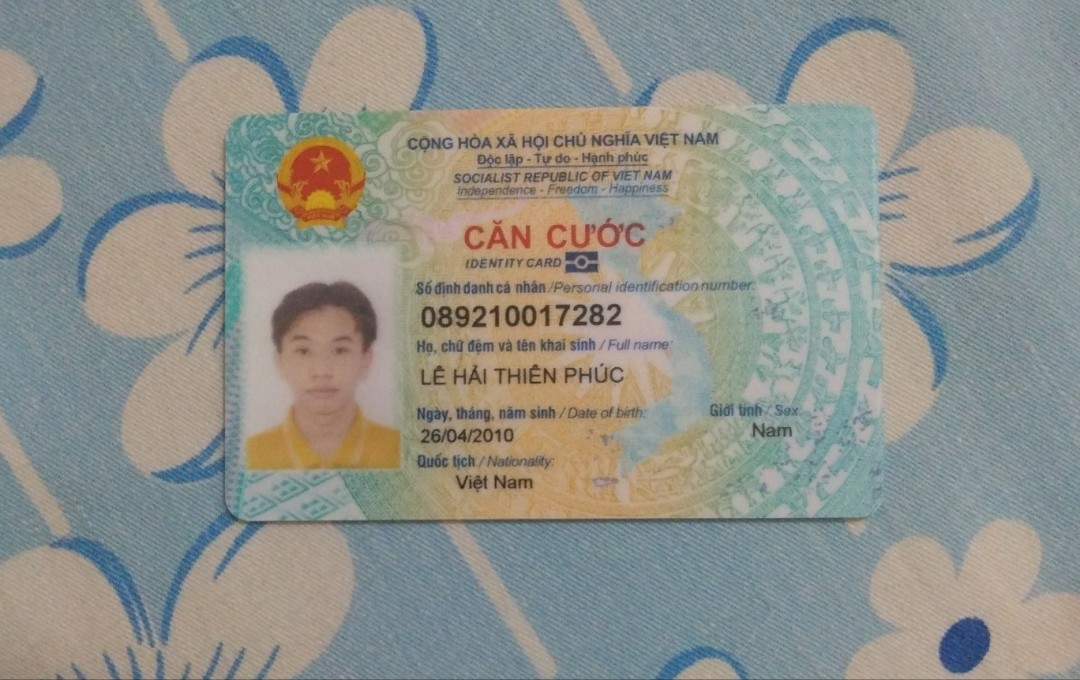 CỘNG HÒA XÃ HỘI CHỦ NGHĨA VIỆT NAM
Độc lập - Tự do - Hạnh phúc
SOCIALIST REPUBLIC OF VIET NAM
Independence - Freedom - Happiness
CĂN CƯỚC
IDENTITY CARD
Số định danh cá nhân / Personal identification number:
089210017282
Họ, chữ đệm và tên khai sinh / Full name:
LÊ HẢI THIÊN PHÚC
Ngày, tháng, năm sinh / Date of birth: Giới tính / Sex
26/04/2010 Nam
Quốc tịch / Nationality:
Việt Nam